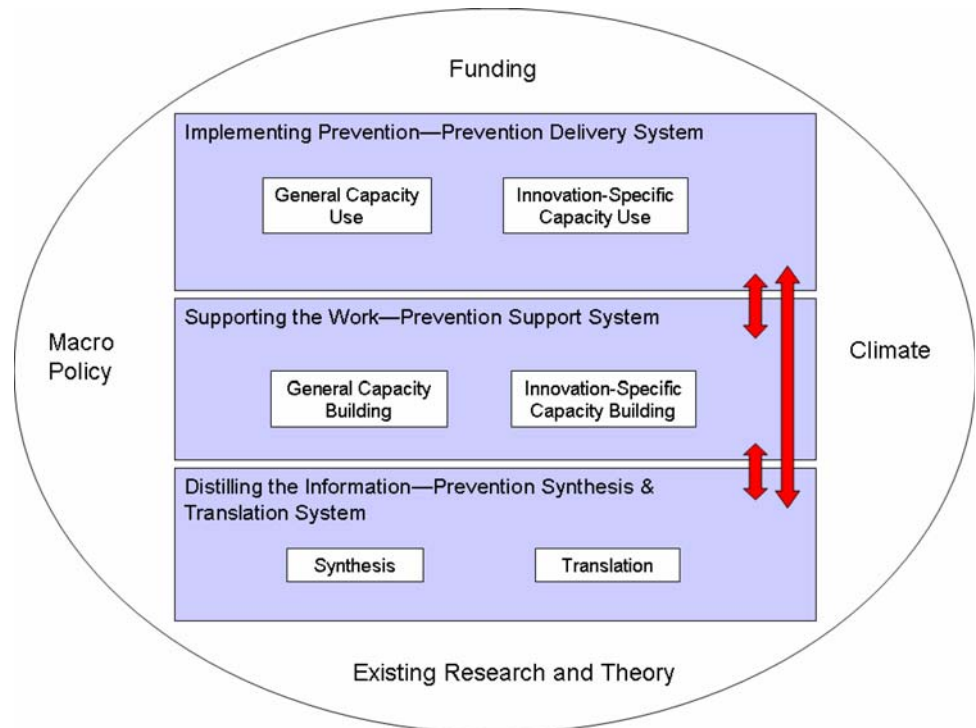 Funding
Implementing Prevention—Prevention Delivery System
General Capacity
Use
Innovation-Specific
Capacity Use
Macro
Policy
Supporting the Work—Prevention Support System
General Capacity
Building
Innovation-Specific
Capacity Building
Climate
Distilling the Information—Prevention Synthesis &
Translation System
Synthesis
Translation
Existing Research and Theory